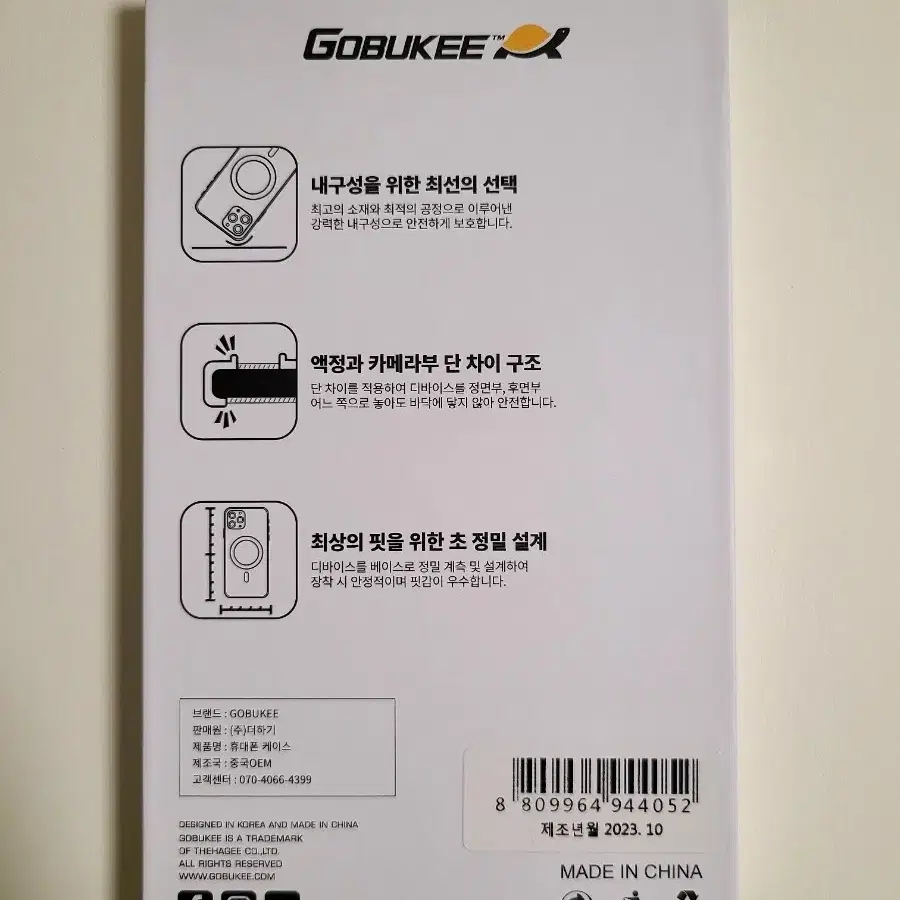 GOBUKEE™
내구성을 위한 최선의 선택
최고의 소재와 최적의 공정으로 이루어낸
강력한 내구성으로 안전하게 보호합니다.
액정과 카메라부 단 차이 구조
단 차이를 적용하여 디바이스를 정면부, 후면부
어느 쪽으로 놓아도 바닥에 닿지 않아 안전합니다.
최상의 핏을 위한 초 정밀 설계
디바이스를 베이스로 정밀 계측 및 설계하여
장착 시 안정적이며 핏감이 우수합니다.
브랜드 : GOBUKEE
판매원 : (주)더하기
제품명 : 휴대폰 케이스
제조국 : 중국OEM
고객센터 : 070-4066-4399
8 809964 944052
제조년월 2023. 10
DESIGNED IN KOREA AND MADE IN CHINA
GOBUKEE IS A TRADEMARK
OF THEHAGEE CO.,LTD.
ALL RIGHTS RESERVED
WWW.GOBUKEE.COM
MADE IN CHINA